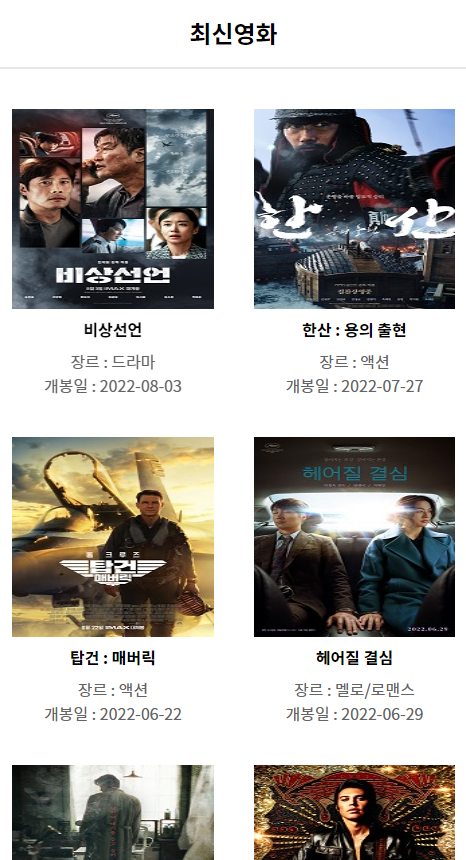 최신영화
비상선언
비상선언
장르 : 드라마
개봉일 : 2022-08-03
한산
한산 : 용의 출현
장르 : 액션
개봉일 : 2022-07-27
톰 크루즈
탑건
매버릭
탑건 : 매버릭
장르 : 액션
개봉일 : 2022-06-22
헤어질 결심
2022.06.29
헤어질 결심
장르 : 멜로/로맨스
개봉일 : 2022-06-29